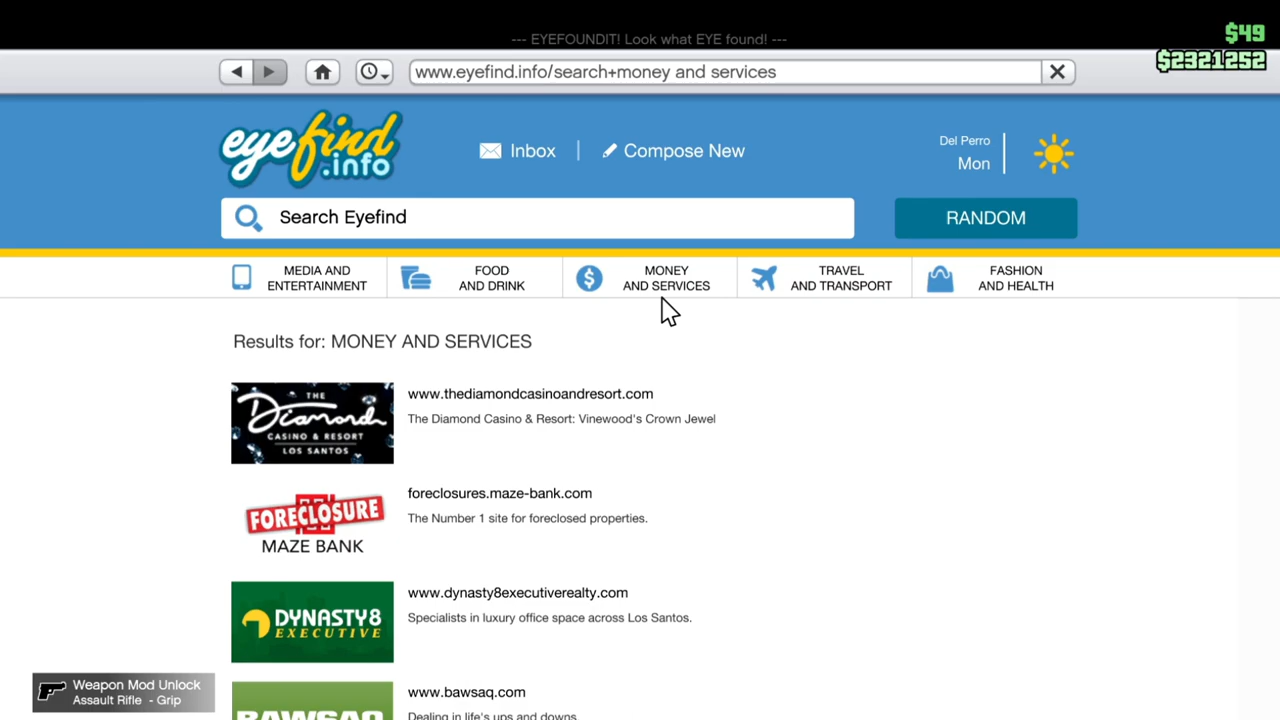 --- EYEFOUNDIT! Look what EYE found! ---
$49
$2321252
www.eyefind.info/search+money and services
eyefind
.info
Inbox
Compose New
Del Perro
Mon
Search Eyefind
RANDOM
MEDIA AND
ENTERTAINMENT
FOOD
AND DRINK
MONEY
AND SERVICES
TRAVEL
AND TRANSPORT
FASHION
AND HEALTH
Results for: MONEY AND SERVICES
THE
Diamond
CASINO & RESORT
LOS SANTOS
www.thediamondcasinoandresort.com
The Diamond Casino & Resort: Vinewood's Crown Jewel
FORECLOSURE
MAZE BANK
foreclosures.maze-bank.com
The Number 1 site for foreclosed properties.
DYNASTY8
EXECUTIVE
www.dynasty8executiverealty.com
Specialists in luxury office space across Los Santos.
Weapon Mod Unlock
Assault Rifle - Grip
BAWSAQ
www.bawsaq.com
Dealing in life's ups and downs.